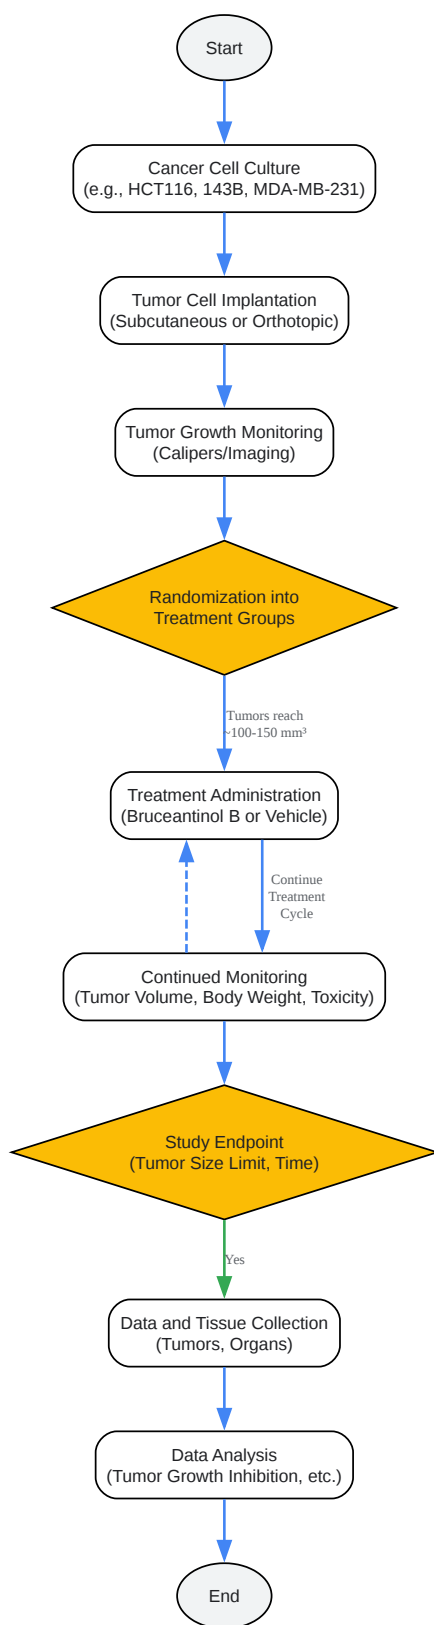 Start
Cancer Cell Culture
(e.g., HCT116, 143B, MDA-MB-231)
Tumor Cell Implantation
(Subcutaneous or Orthotopic)
Tumor Growth Monitoring
(Calipers/Imaging)
Randomization into
Treatment Groups
Tumors reach
~100-150 mm³
Treatment Administration
(Bruceantinol B or Vehicle)
Continue
Treatment
Cycle
Continued Monitoring
(Tumor Volume, Body Weight, Toxicity)
Study Endpoint
(Tumor Size Limit, Time)
Yes
Data and Tissue Collection
(Tumors, Organs)
Data Analysis
(Tumor Growth Inhibition, etc.)
End